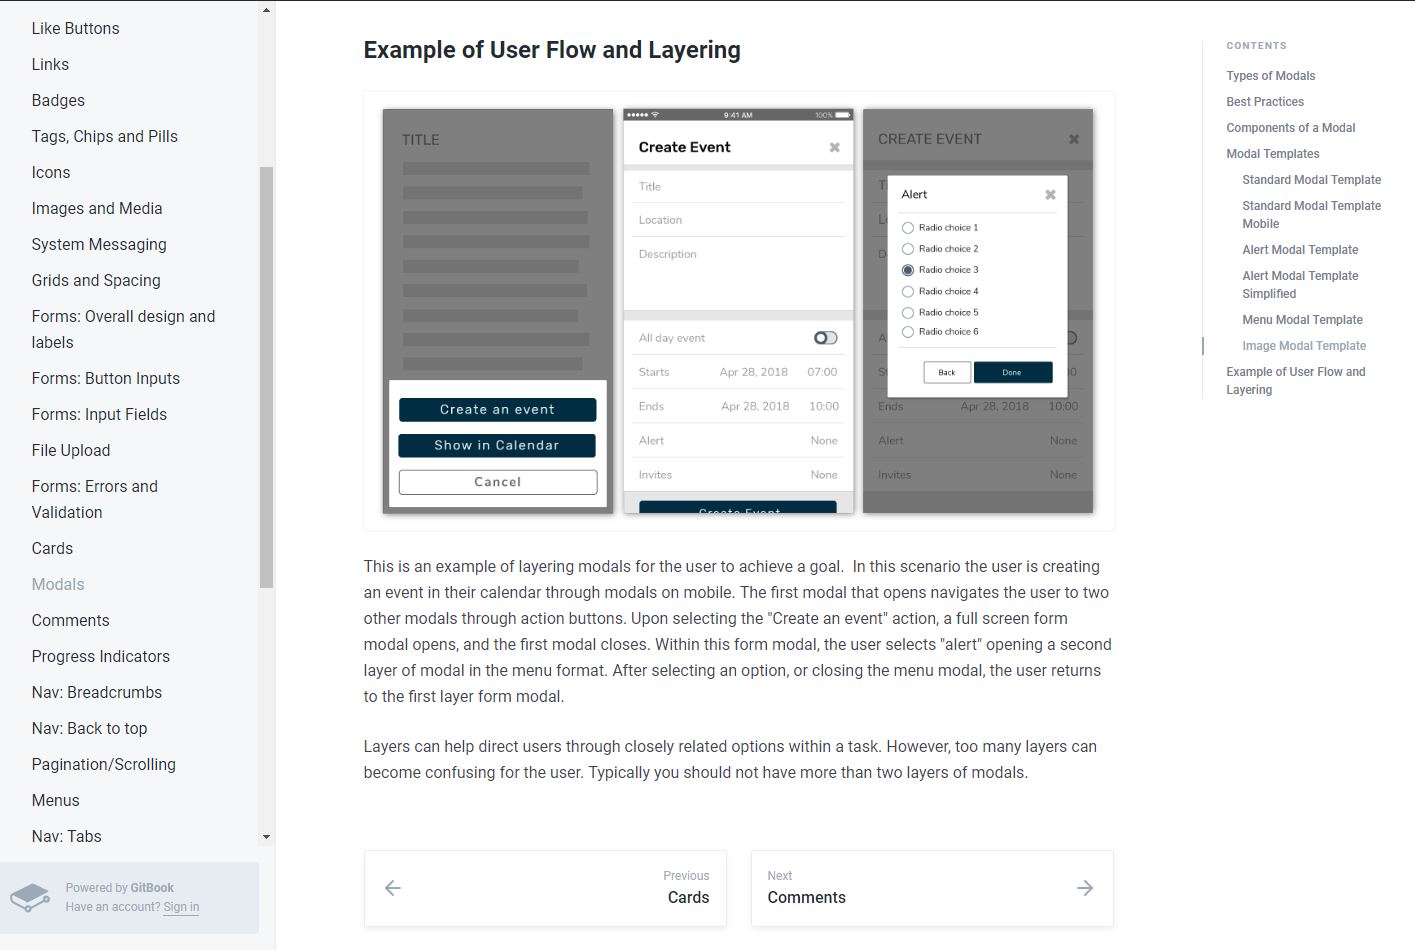 Like Buttons
Links
Badges
Tags, Chips and Pills
Icons
Images and Media
System Messaging
Grids and Spacing
Forms: Overall design and
labels
Forms: Button Inputs
Forms: Input Fields
File Upload
Forms: Errors and
Validation
Cards
Modals
Comments
Progress Indicators
Nav: Breadcrumbs
Nav: Back to top
Pagination/Scrolling
Menus
Nav: Tabs
Powered by GitBook
Have an account? Sign in
Example of User Flow and Layering
TITLE
Create an event
Show in Calendar
Cancel
9:41 AM 100%
Create Event
Title
Location
Description
All day event
Starts Apr 28, 2018 07:00
Ends Apr 28, 2018 10:00
Alert None
Invites None
Create Event
CREATE EVENT
Alert
Radio choice 1
Radio choice 2
Radio choice 3
Radio choice 4
Radio choice 5
Radio choice 6
Back Done
Ends Apr 28, 2018 10:00
Alert None
Invites None
This is an example of layering modals for the user to achieve a goal.  In this scenario the user is creating
an event in their calendar through modals on mobile. The first modal that opens navigates the user to two
other modals through action buttons. Upon selecting the "Create an event" action, a full screen form
modal opens, and the first modal closes. Within this form modal, the user selects "alert" opening a second
layer of modal in the menu format. After selecting an option, or closing the menu modal, the user returns
to the first layer form modal.
Layers can help direct users through closely related options within a task. However, too many layers can
become confusing for the user. Typically you should not have more than two layers of modals.
Previous
Cards
Next
Comments
CONTENTS
Types of Modals
Best Practices
Components of a Modal
Modal Templates
Standard Modal Template
Standard Modal Template
Mobile
Alert Modal Template
Alert Modal Template
Simplified
Menu Modal Template
Image Modal Template
Example of User Flow and
Layering